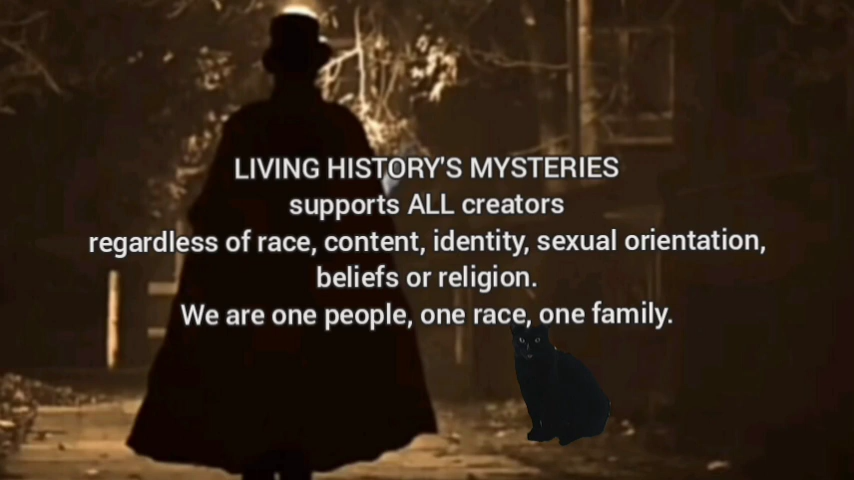 LIVING HISTORY'S MYSTERIES
supports ALL creators
regardless of race, content, identity, sexual orientation,
beliefs or religion.
We are one people, one race, one family.